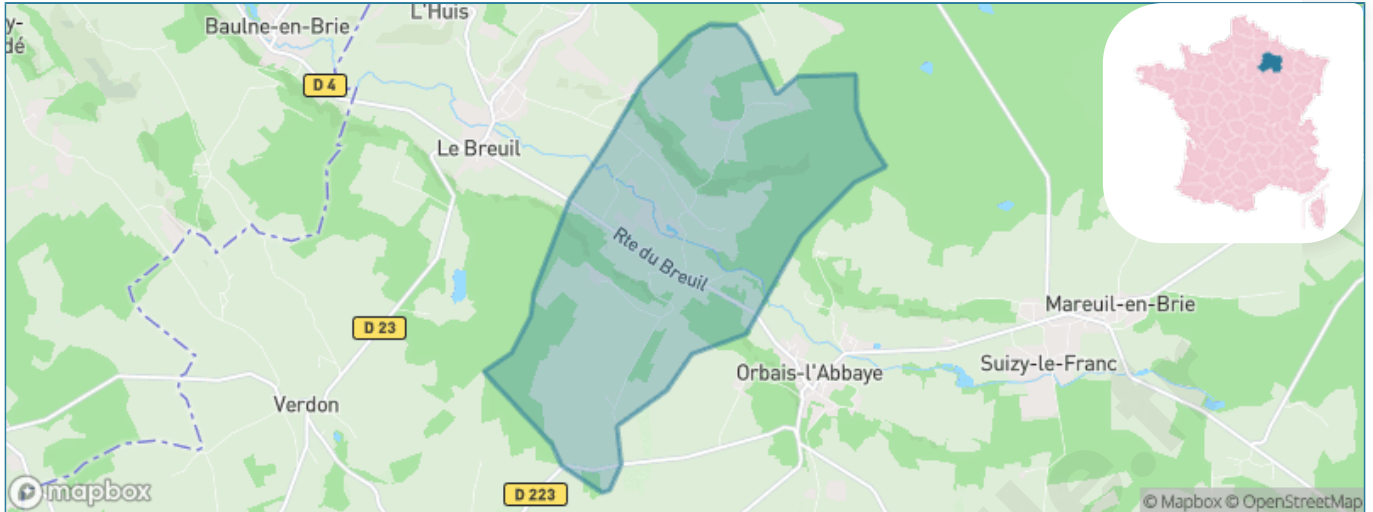 L'Huis
Baulne-en-Brie
y-
dé
D 4
Le Breuil
Rte du Breuil
Mareuil-en-Brie
D 23
Suizy-le-Franc
Orbais-l'Abbaye
Verdon
D 223
mapbox
© Mapbox © OpenStreetMap